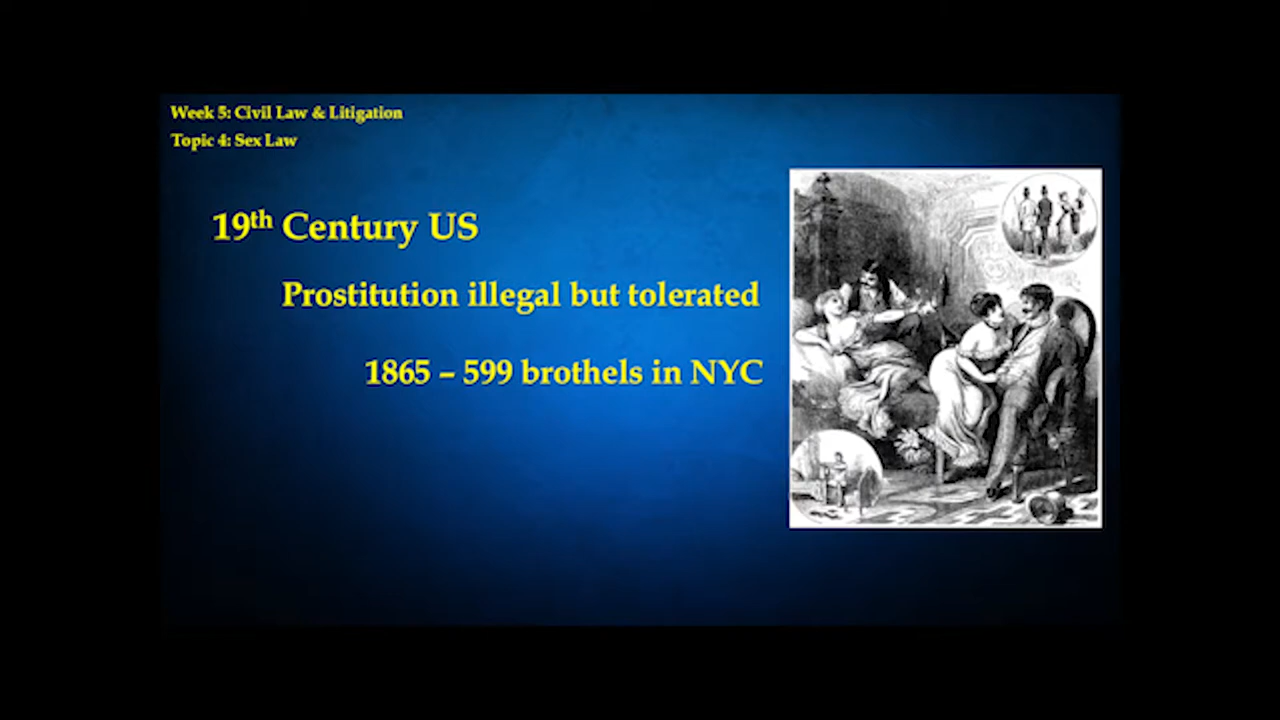 Week 5: Civil Law & Litigation
Topic 4: Sex Law
19th Century US
Prostitution illegal but tolerated
1865 – 599 brothels in NYC